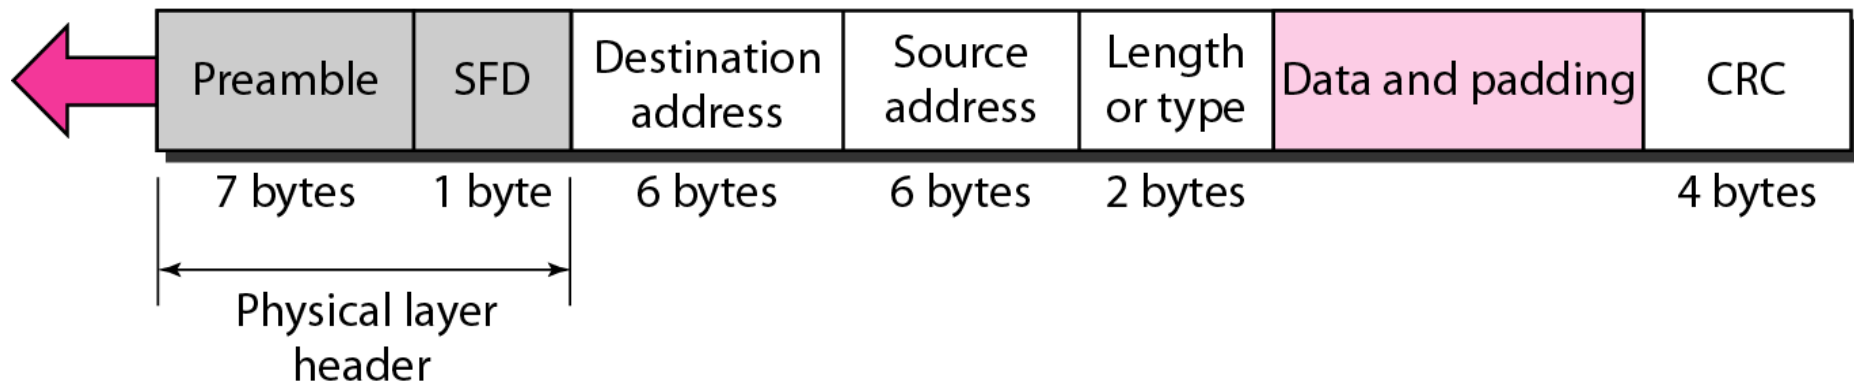 Preamble
SFD
Destination
address
Source
address
Length
or type
Data and padding
CRC
7 bytes
1 byte
6 bytes
6 bytes
2 bytes
4 bytes
Physical layer
header